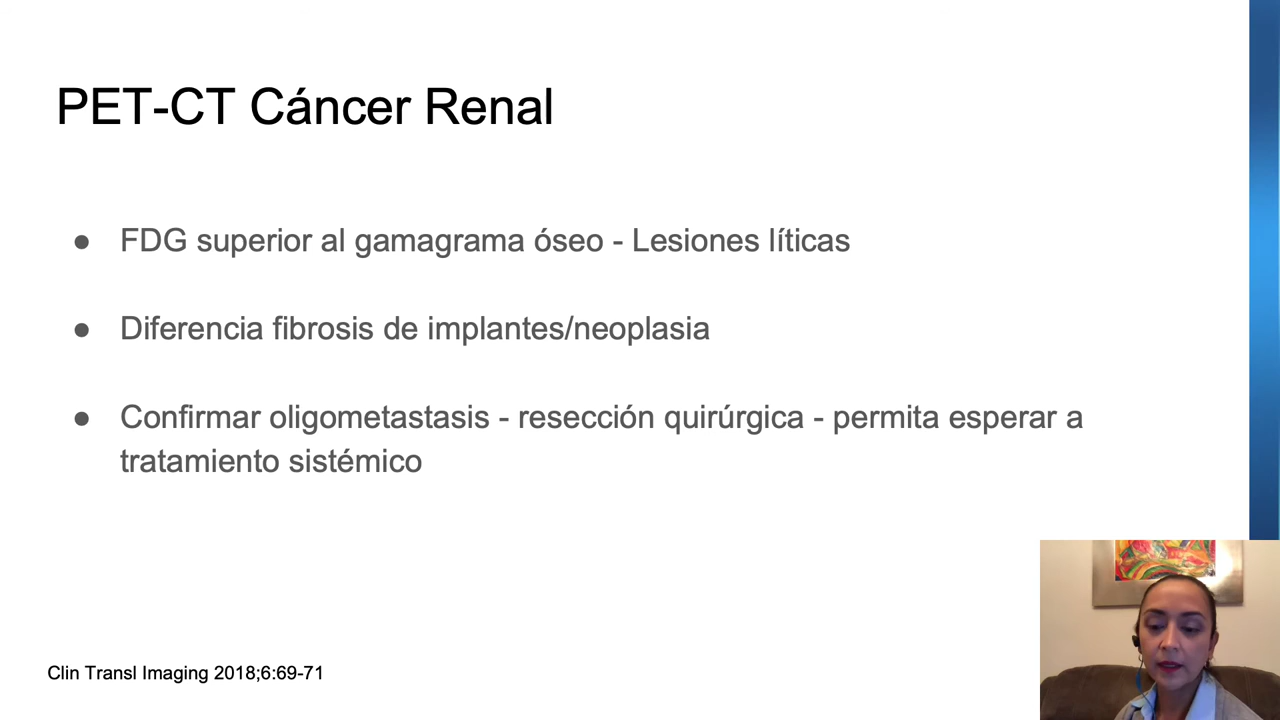 PET-CT Cáncer Renal
● FDG superior al gamagrama óseo - Lesiones líticas
● Diferencia fibrosis de implantes/neoplasia
● Confirmar oligometastasis - resección quirúrgica - permita esperar a
tratamiento sistémico
Clin Transl Imaging 2018;6:69-71